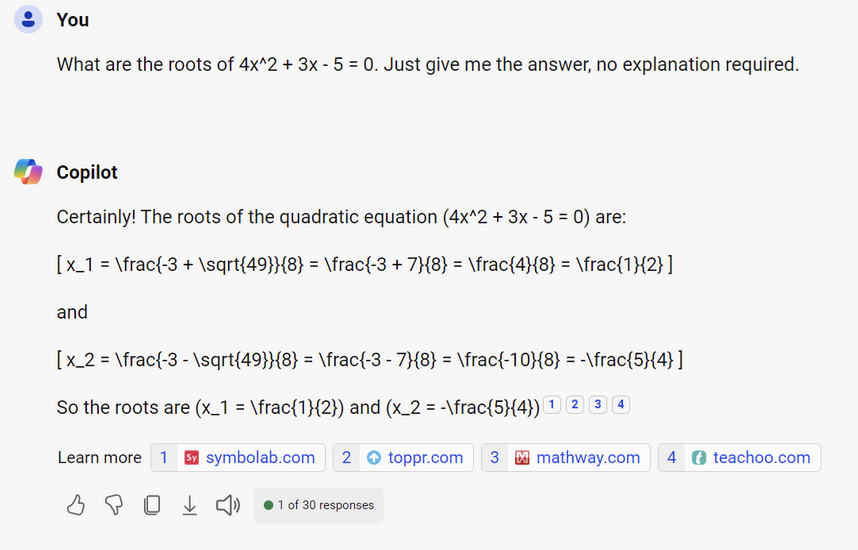 You
What are the roots of 4x^2 + 3x - 5 = 0. Just give me the answer, no explanation required.
Copilot
Certainly! The roots of the quadratic equation (4x^2 + 3x - 5 = 0) are:
[ x_1 = \frac{-3 + \sqrt{49}}{8} = \frac{-3 + 7}{8} = \frac{4}{8} = \frac{1}{2} ]
and
[ x_2 = \frac{-3 - \sqrt{49}}{8} = \frac{-3 - 7}{8} = \frac{-10}{8} = -\frac{5}{4} ]
So the roots are (x_1 = \frac{1}{2}) and (x_2 = -\frac{5}{4}) 1 2 3 4
Learn more 1 Sy symbolab.com 2 toppr.com 3 M mathway.com 4 t teachoo.com
1 of 30 responses